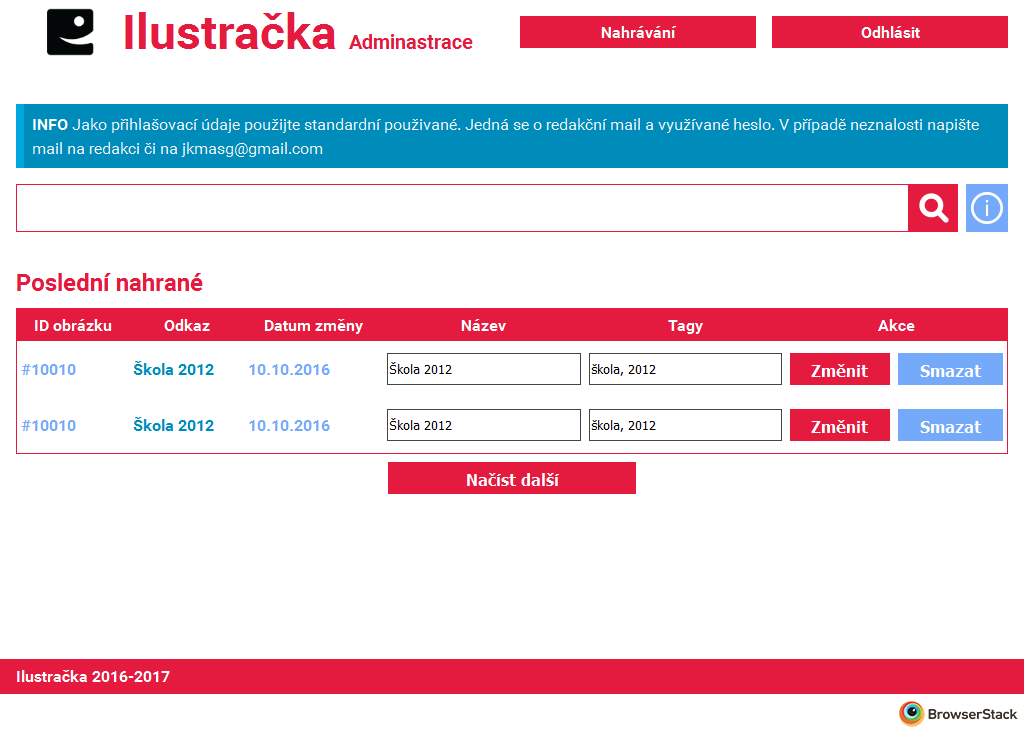 Ilustračka Adminastrace
Nahrávání
Odhlásit
INFO Jako přihlašovací údaje použijte standardní použivané. Jedná se o redakční mail a využívané heslo. V případě neznalosti napište
mail na redakci či na jkmasg@gmail.com
Poslední nahrané
ID obrázku Odkaz Datum změny Název Tagy Akce
#10010 Škola 2012 10.10.2016 Škola 2012 škola, 2012 Změnit Smazat
#10010 Škola 2012 10.10.2016 Škola 2012 škola, 2012 Změnit Smazat
Načíst další
Ilustračka 2016-2017
BrowserStack